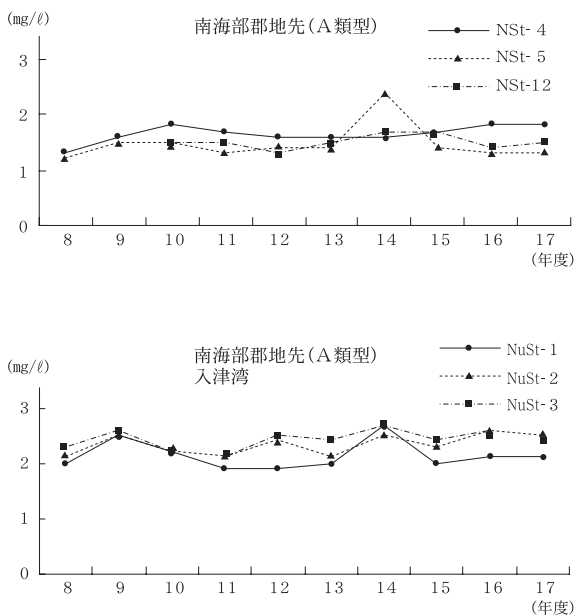 (mg/ℓ)
南海部郡地先(A類型)
NSt-4
NSt-5
NSt-12
3
2
1
0
8 9 10 11 12 13 14 15 16 17
(年度)
(mg/ℓ)
南海部郡地先(A類型)
入津湾
NuSt-1
NuSt-2
NuSt-3
3
2
1
0
8 9 10 11 12 13 14 15 16 17
(年度)